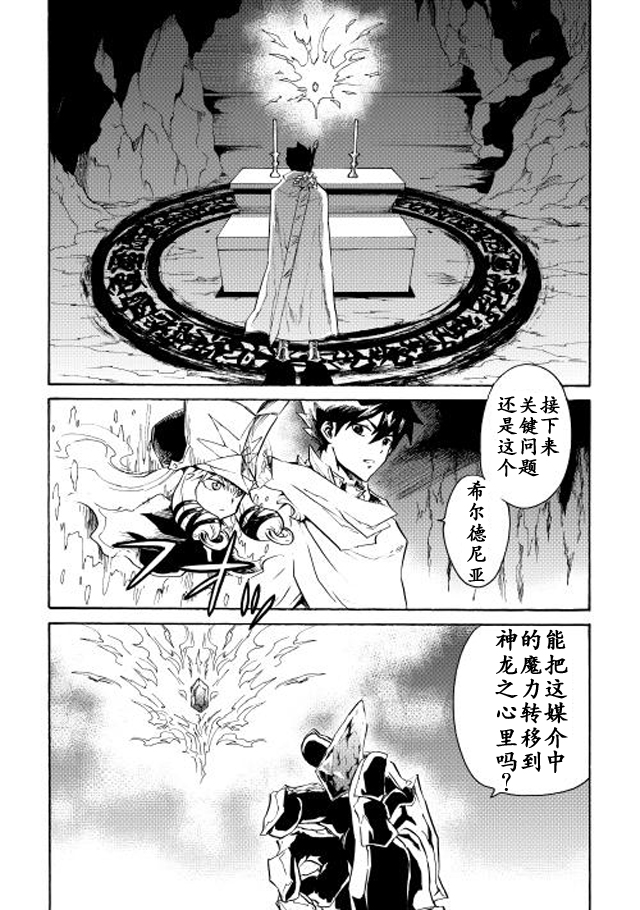 接下来
关键问题
还是这个
希尔德尼亚
能把这媒介中
的魔力转移到
神龙之心里吗?